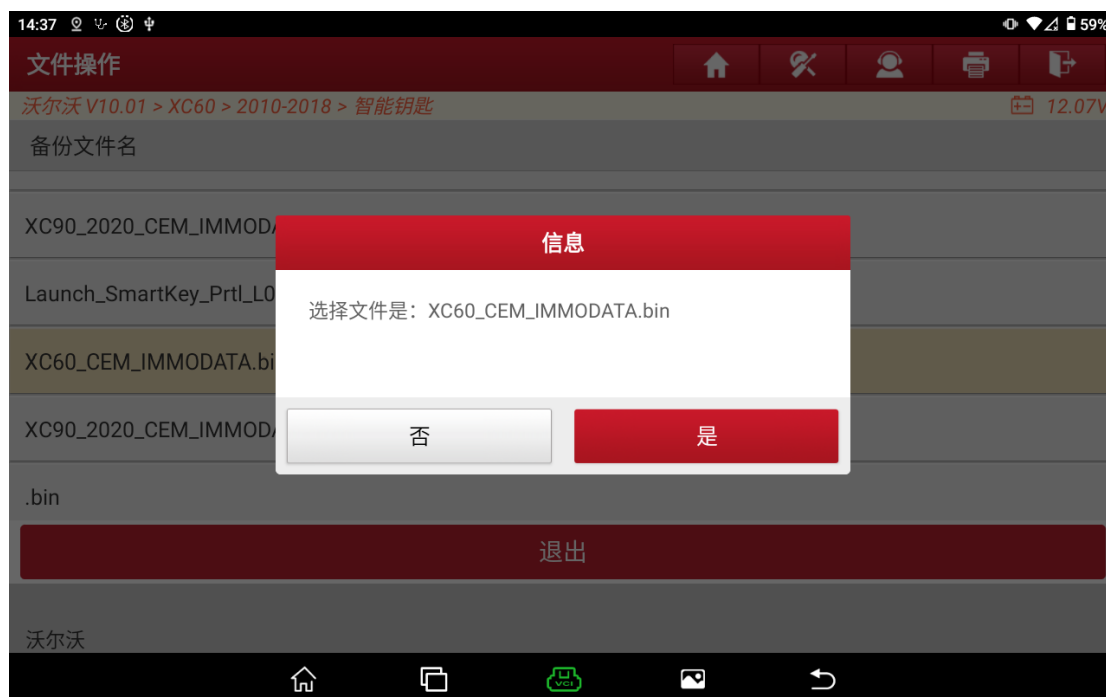 14:37
59%
文件操作
沃尔沃 V10.01 > XC60 > 2010-2018 > 智能钥匙
12.07V
备份文件名
XC90_2020_CEM_IMMODA
信息
Launch_SmartKey_Prtl_L0
选择文件是：XC60_CEM_IMMODATA.bin
XC60_CEM_IMMODATA.bi
XC90_2020_CEM_IMMODA
否
是
.bin
退出
沃尔沃
VCI